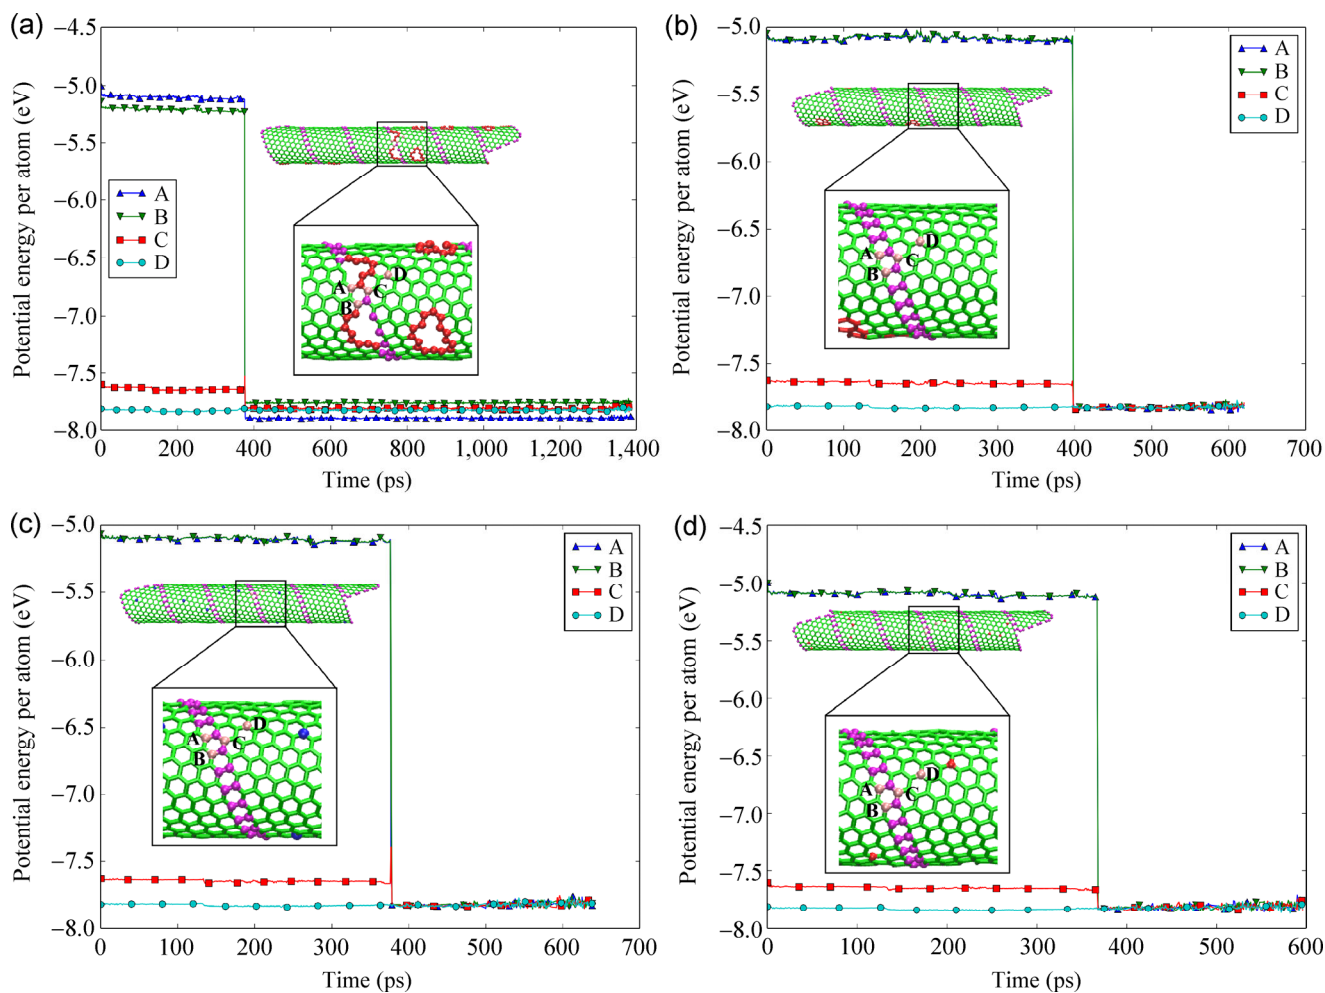 (a)
−4.5
−5.0
−5.5
−6.0
−6.5
−7.0
−7.5
−8.0
Potential energy per atom (eV)
A
B
C
D
A
B
C
D
0 200 400 600 800 1,000 1,200 1,400
Time (ps)
(b)
−5.0
−5.5
−6.0
−6.5
−7.0
−7.5
−8.0
Potential energy per atom (eV)
A
B
C
D
A
B
C
D
0 100 200 300 400 500 600 700
Time (ps)
(c)
−5.0
−5.5
−6.0
−6.5
−7.0
−7.5
−8.0
Potential energy per atom (eV)
A
B
C
D
A
B
C
D
0 100 200 300 400 500 600 700
Time (ps)
(d)
−4.5
−5.0
−5.5
−6.0
−6.5
−7.0
−7.5
−8.0
Potential energy per atom (eV)
A
B
C
D
A
B
C
D
0 100 200 300 400 500 600
Time (ps)